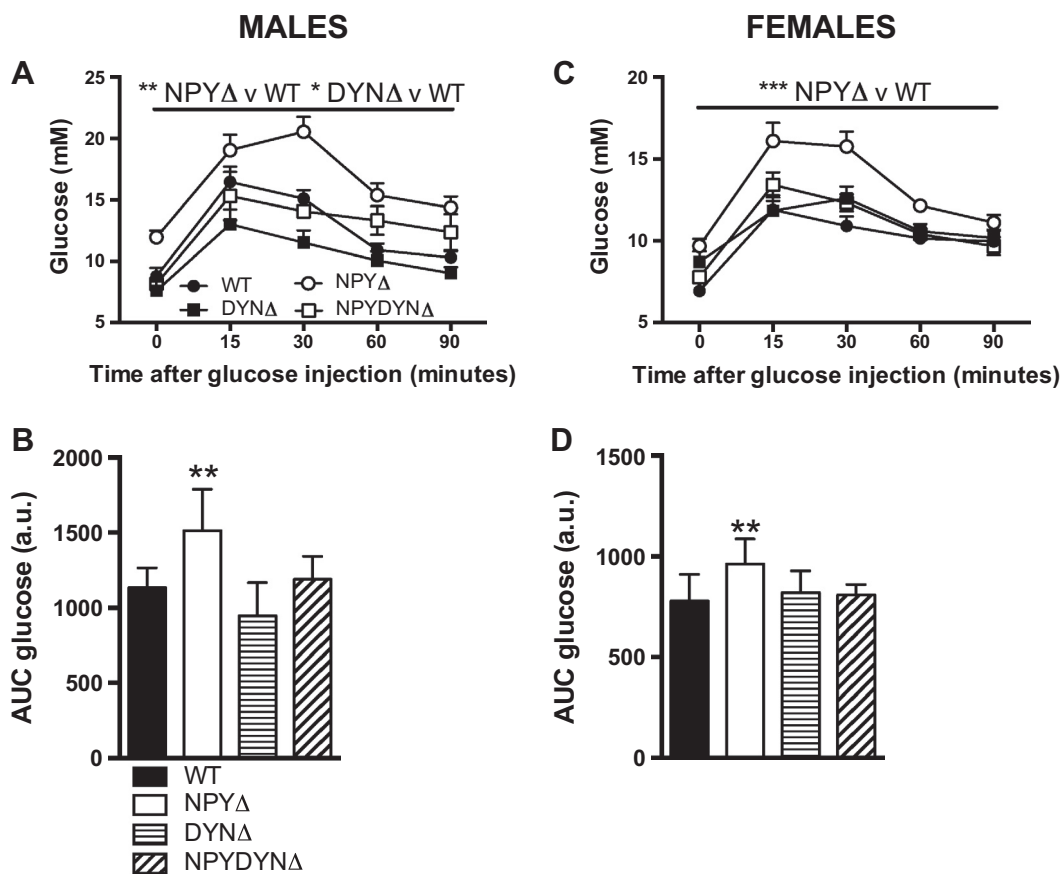 MALES
A
Glucose (mM)
25
20
15
10
5
** NPYΔ v WT * DYNΔ v WT
WT
NPYΔ
DYNΔ
NPYDYNΔ
0 15 30 60 90
Time after glucose injection (minutes)
FEMALES
C
Glucose (mM)
20
15
10
5
*** NPYΔ v WT
0 15 30 60 90
Time after glucose injection (minutes)
B
AUC glucose (a.u.)
2000
1500
1000
500
0
**
WT
NPYΔ
DYNΔ
NPYDYNΔ
D
AUC glucose (a.u.)
1500
1000
500
0
**